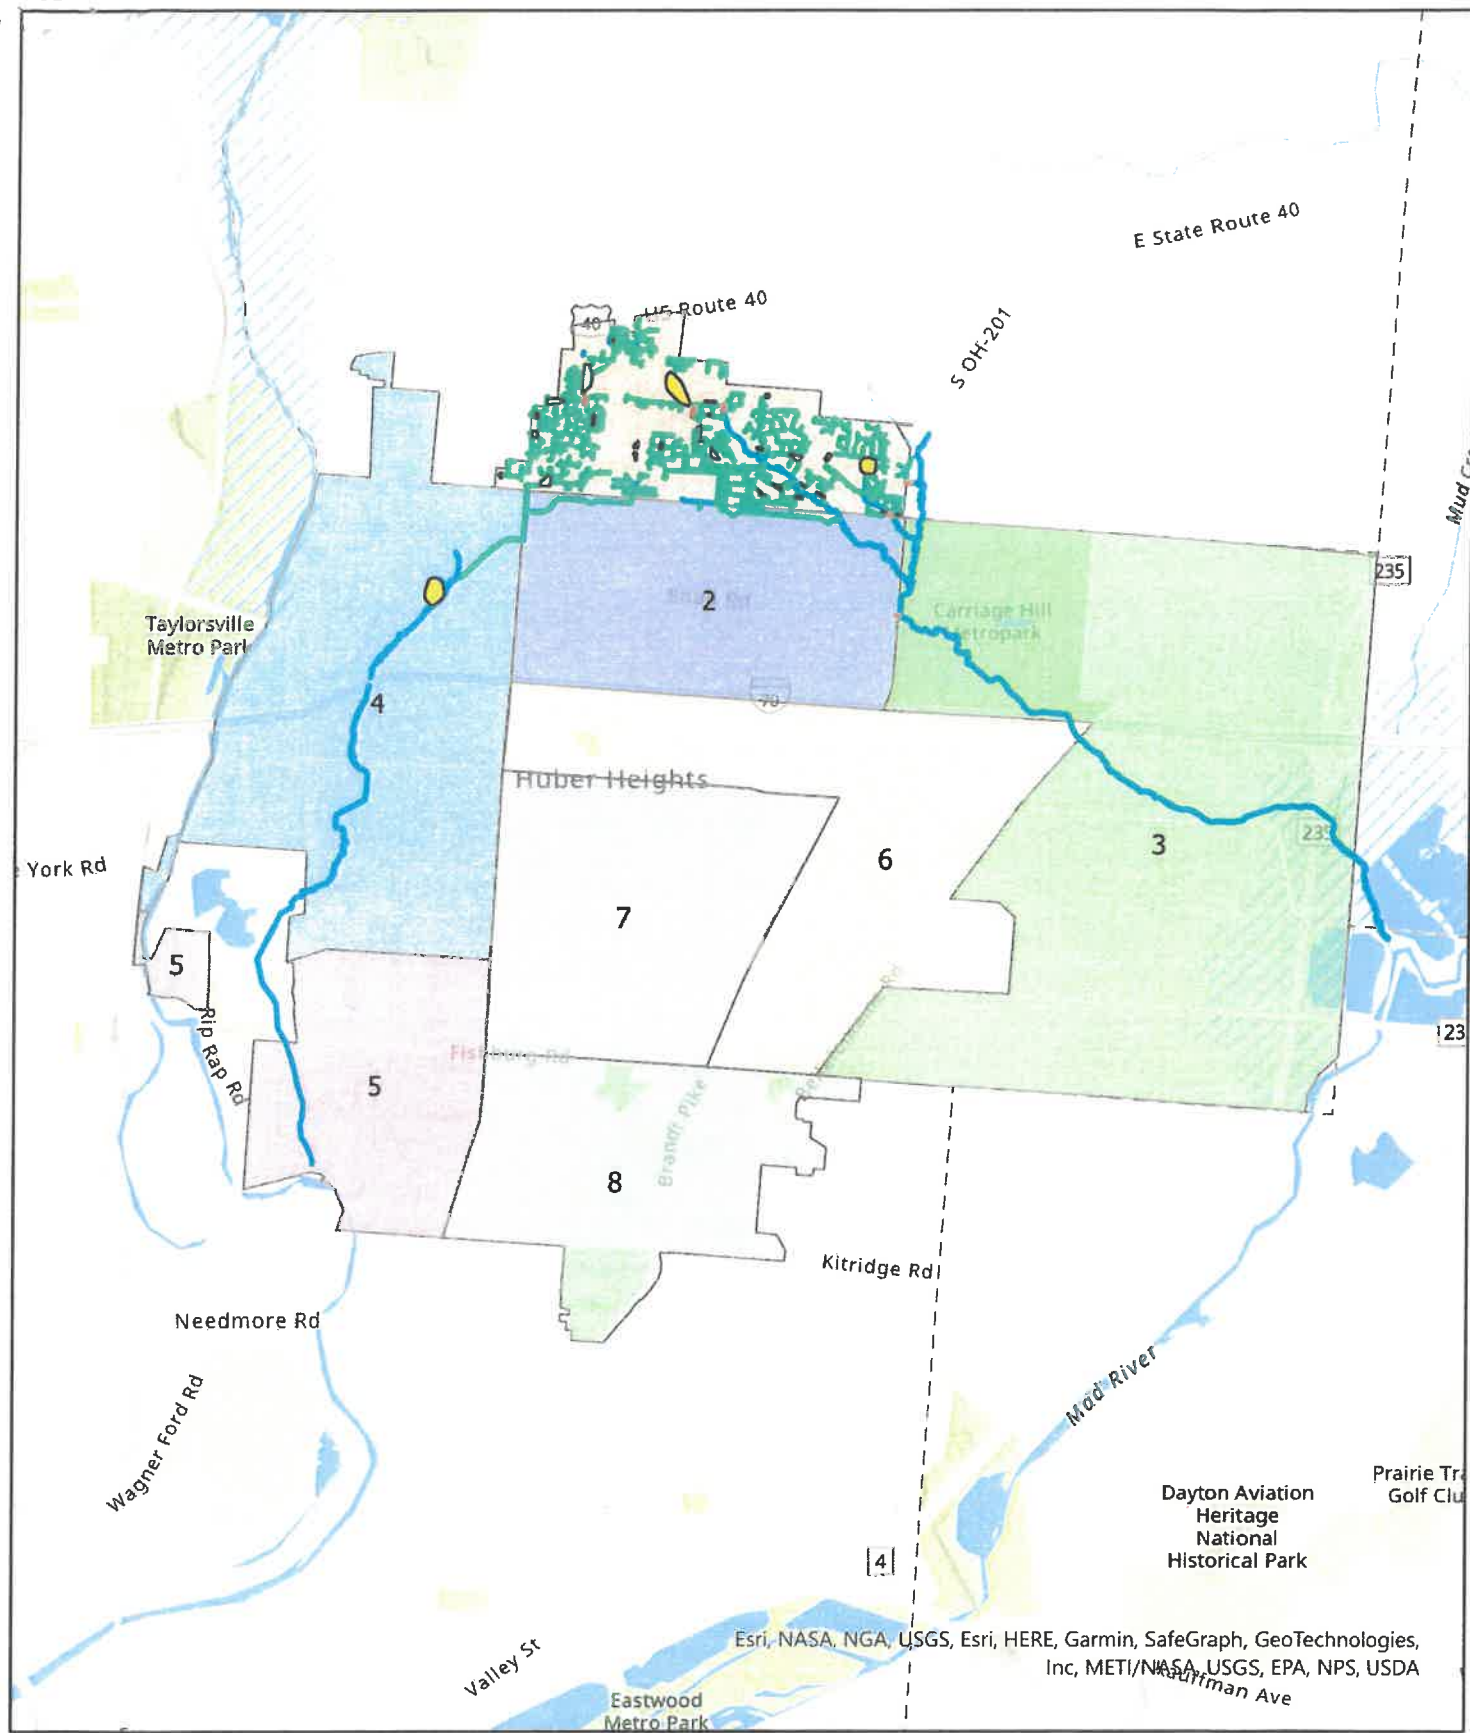 E State Route 40
US Route 40
40
S OH-201
235
2
Carriage Hill
Metropark
Taylorsville
Metro Park
4
70
Huber Heights
235
York Rd
6
3
7
5
Rip Rap Rd
Fishburg Rd
5
Brandt Pike
8
Kitridge Rd
Needmore Rd
Mad River
Wagner Ford Rd
Prairie Tra
Golf Clu
Dayton Aviation
Heritage
National
Historical Park
4
Esri, NASA, NGA, USGS, Esri, HERE, Garmin, SafeGraph, GeoTechnologies,
Inc, METI/NASA, USGS, EPA, NPS, USDA
Kauffman Ave
Valley St
Eastwood
Metro Park